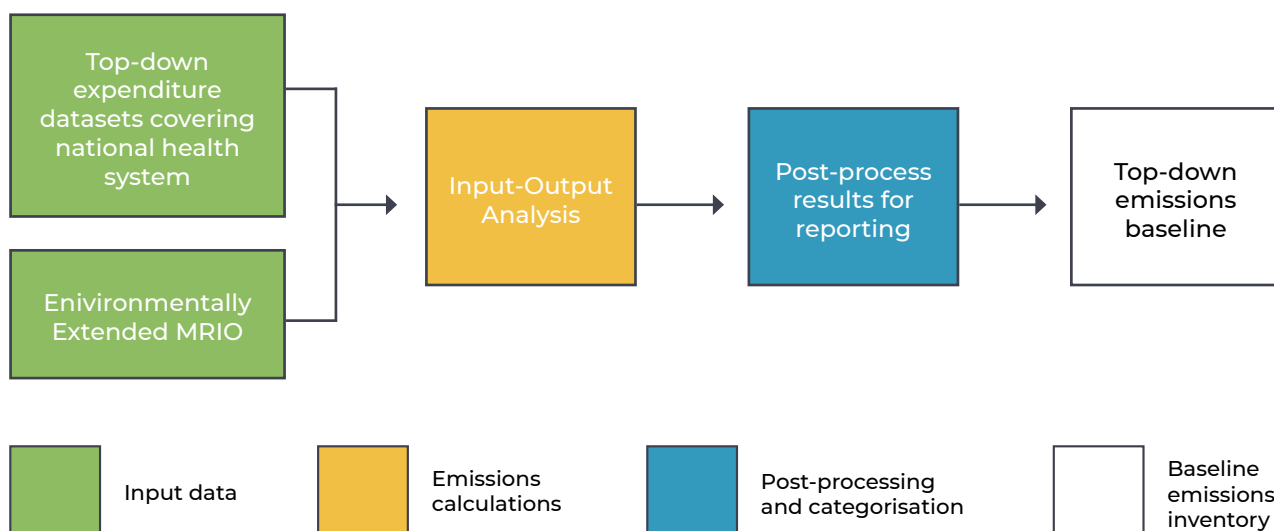 Top-down
expenditure
datasets covering
national health
system
Enivironmentally
Extended MRIO
Input-Output
Analysis
Post-process
results for
reporting
Top-down
emissions
baseline
Input data
Emissions
calculations
Post-processing
and categorisation
Baseline
emissions
inventory